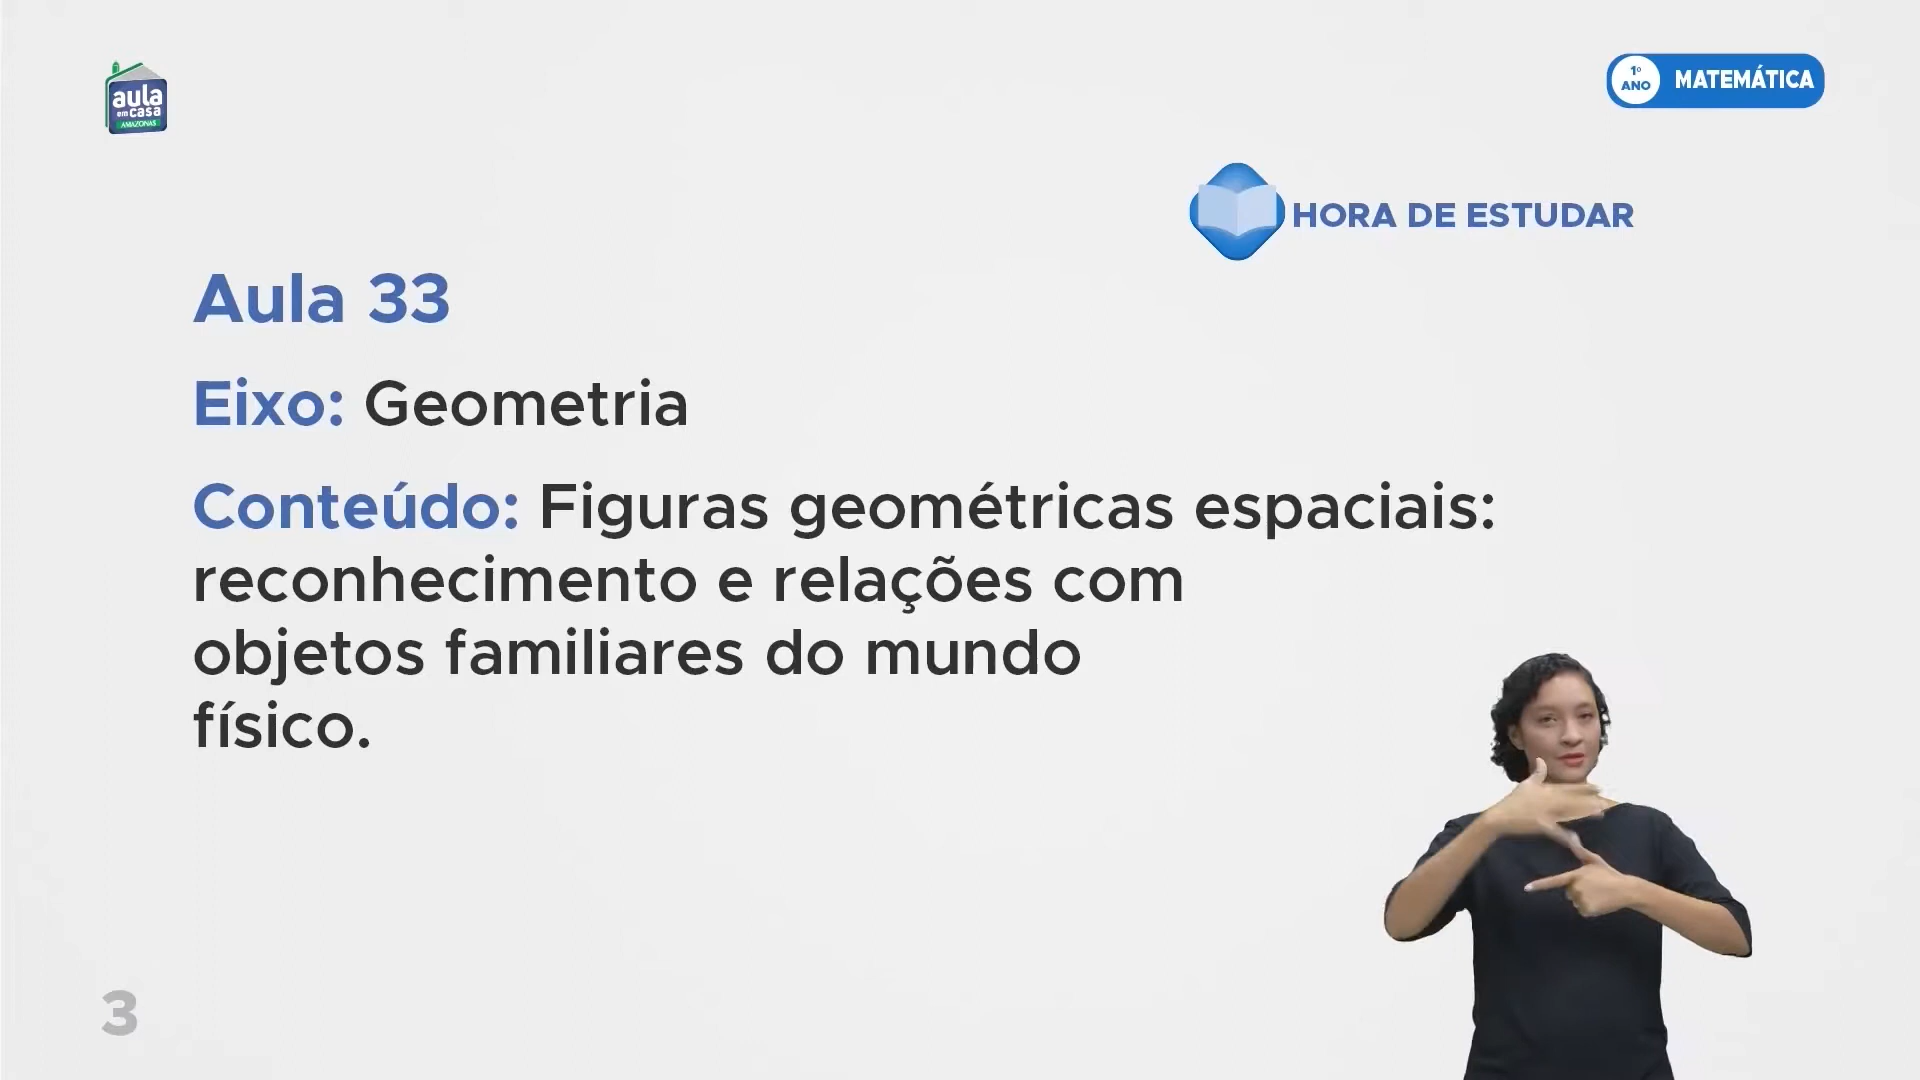 aula
em casa
AMAZONAS
1º
ANO
MATEMÁTICA
HORA DE ESTUDAR
Aula 33
Eixo: Geometria
Conteúdo: Figuras geométricas espaciais:
reconhecimento e relações com
objetos familiares do mundo
físico.
3